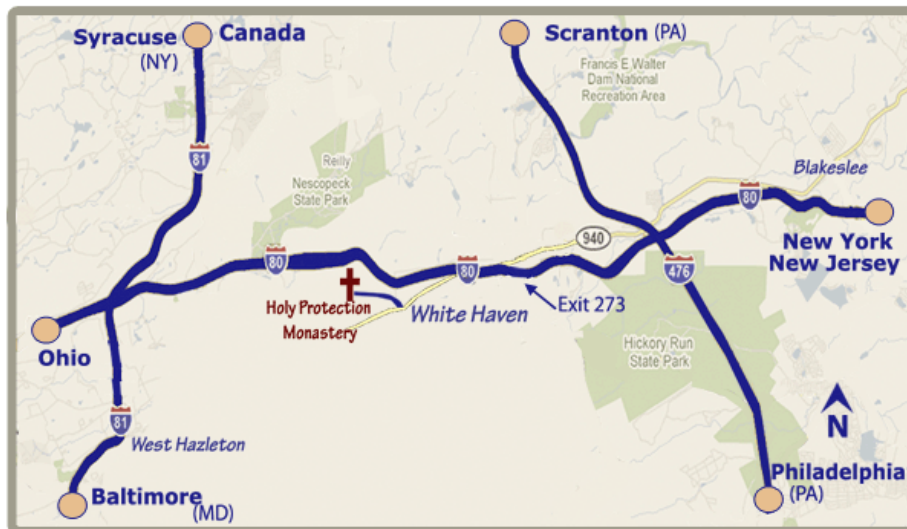 Syracuse Canada
(NY)
Scranton (PA)
Francis E Walter
Dam National
Recreation Area
81
Reilly
Nescopeck
State Park
Blakeslee
80
940
New York
New Jersey
80
80
476
Holy Protection
Monastery
White Haven
Exit 273
Ohio
Hickory Run
State Park
81
West Hazleton
N
Baltimore
(MD)
Philadelphia
(PA)